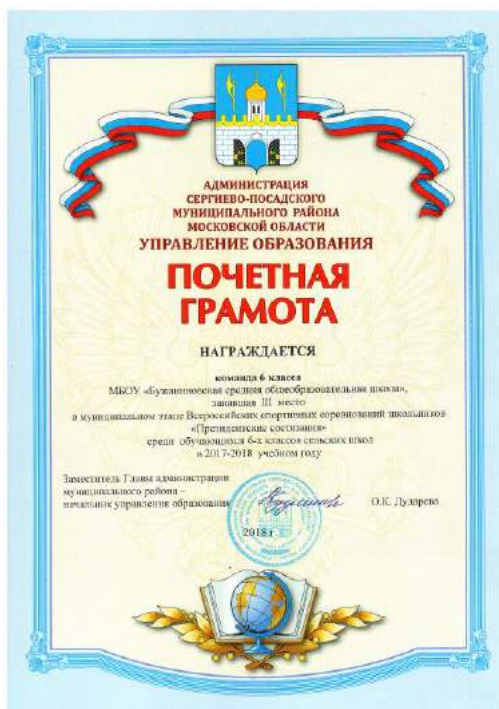 АДМИНИСТРАЦИЯ
СЕРГИЕВО-ПОСАДСКОГО
МУНИЦИПАЛЬНОГО РАЙОНА
МОСКОВСКОЙ ОБЛАСТИ
УПРАВЛЕНИЕ ОБРАЗОВАНИЯ
ПОЧЕТНАЯ
ГРАМОТА
НАГРАЖДАЕТСЯ
команда 6 класса
МБОУ «Бужаниновская средняя общеобразовательная школа»,
занявшая III место
в муниципальном этапе Всероссийских спортивных соревнований школьников
«Президентские состязания»
среди обучающихся 6-х классов сельских школ
в 2017-2018 учебном году
Заместитель Главы администрации
муниципального района –
начальник управления образования О.К. Дударева
2018 г.